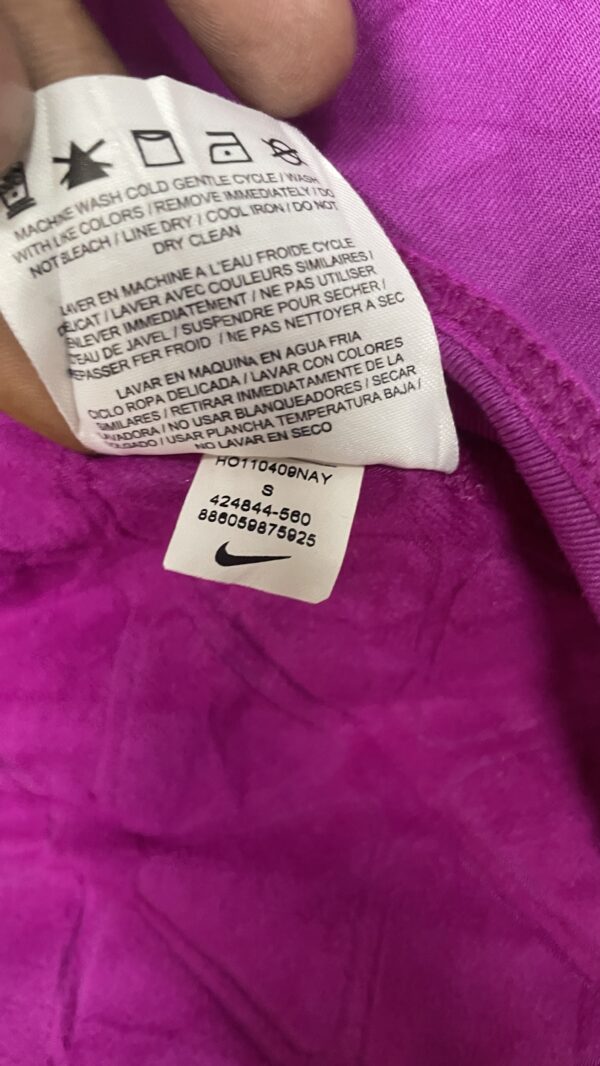 MACHINE WASH COLD GENTLE CYCLE / WASH
WITH LIKE COLORS / REMOVE IMMEDIATELY / DO
NOT BLEACH / LINE DRY / COOL IRON / DO NOT
DRY CLEAN
LAVER EN MACHINE A L'EAU FROIDE CYCLE
DELICAT / LAVER AVEC COULEURS SIMILAIRES /
ENLEVER IMMEDIATEMENT / NE PAS UTILISER
L'EAU DE JAVEL / SUSPENDRE POUR SECHER /
REPASSER FER FROID / NE PAS NETTOYER A SEC
LAVAR EN MAQUINA EN AGUA FRIA
CICLO ROPA DELICADA / LAVAR CON COLORES
SIMILARES / RETIRAR INMEDIATAMENTE DE LA
LAVADORA / NO USAR BLANQUEADORES / SECAR
COLGADO / USAR PLANCHA TEMPERATURA BAJA /
NO LAVAR EN SECO
HO110409NAY
S
424844-560
886059875925